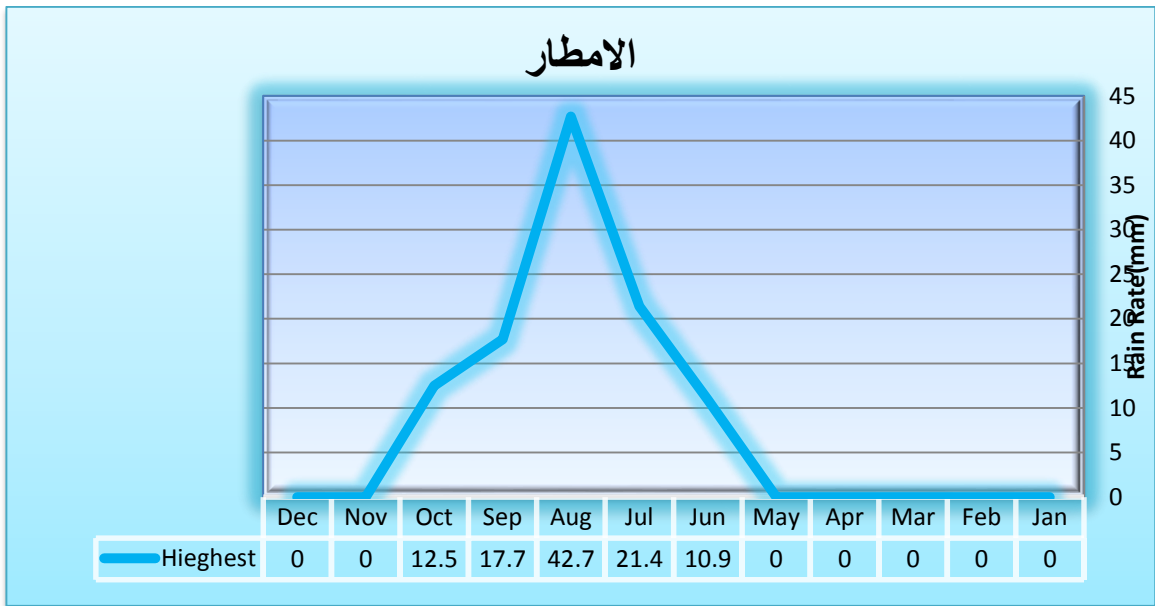 الامطار
45
40
35
30
25
20
15
10
5
0
Rain Rate(mm)
Dec Nov Oct Sep Aug Jul Jun May Apr Mar Feb Jan
Hieghest 0 0 12.5 17.7 42.7 21.4 10.9 0 0 0 0 0